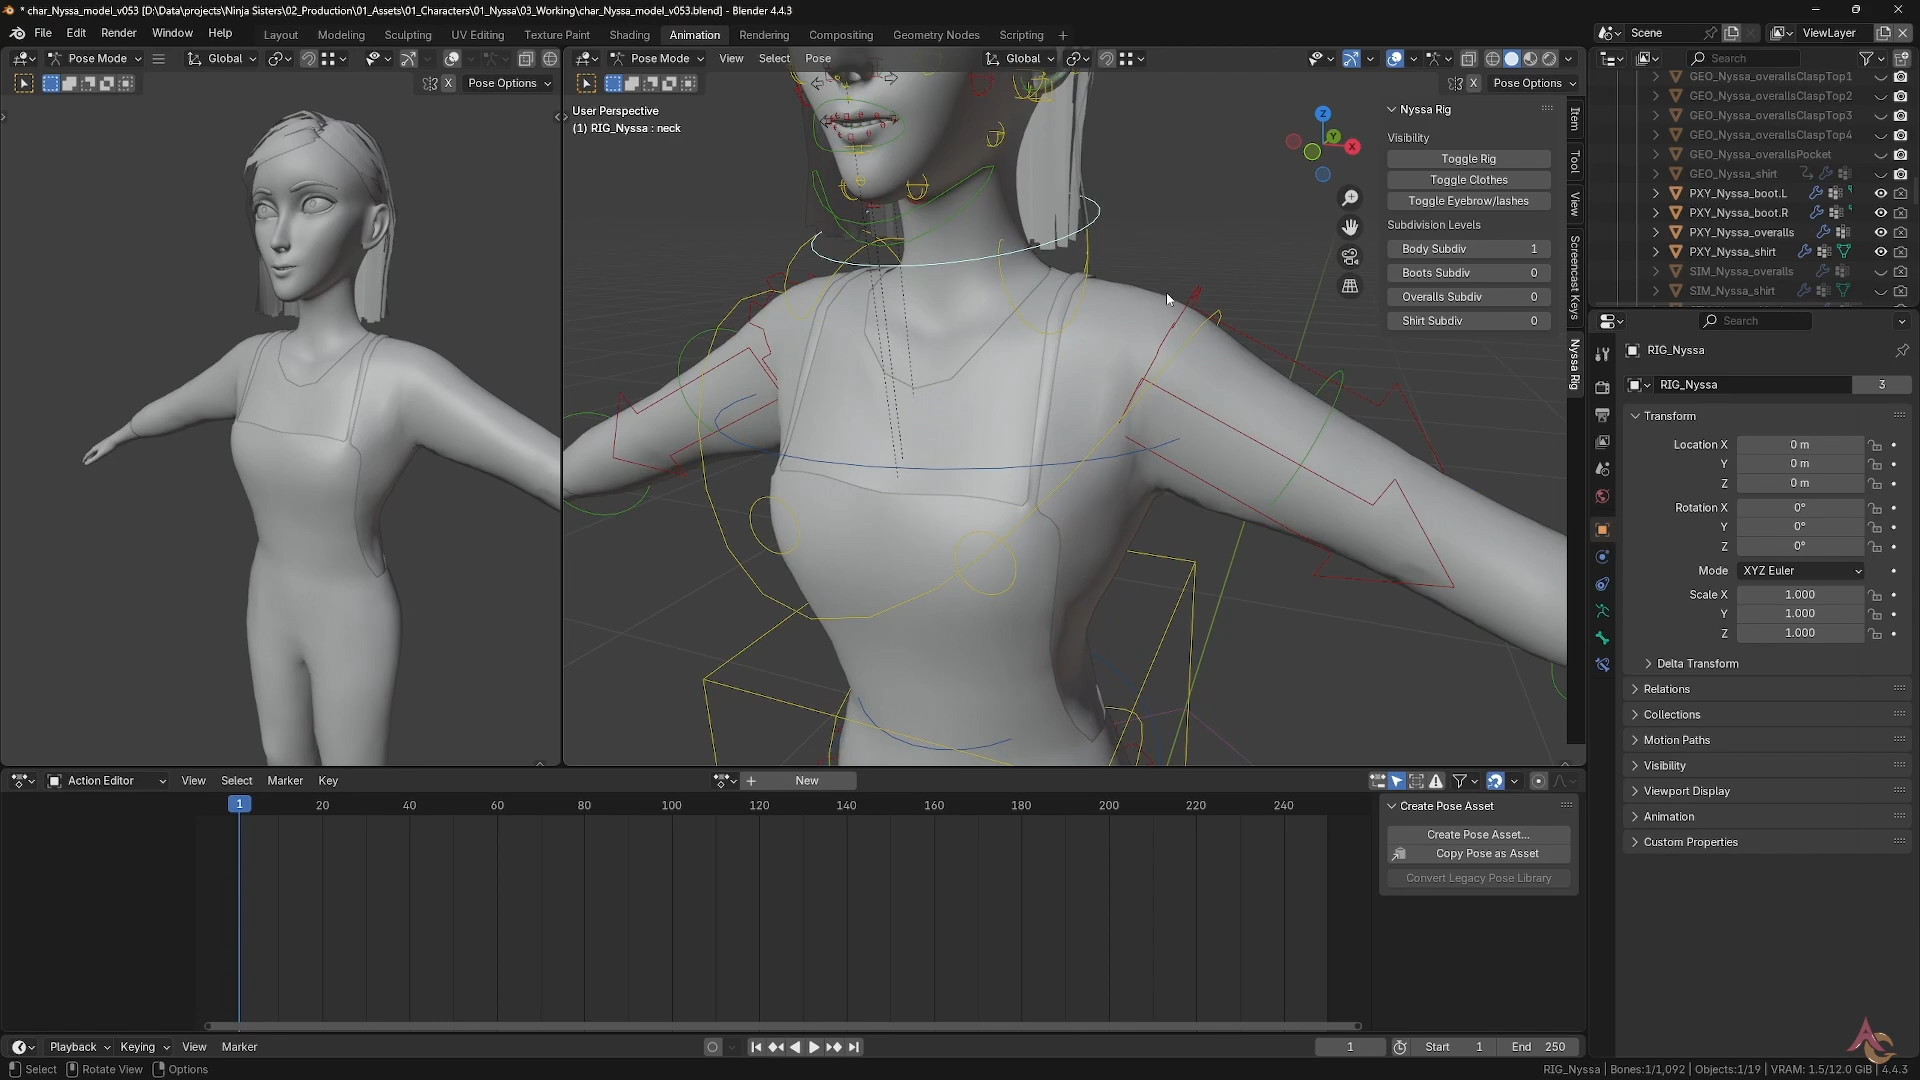 * char_Nyssa_model_v053 [D:\Data\projects\Ninja Sisters\02_Production\01_Assets\01_Characters\01_Nyssa\03_Working\char_Nyssa_model_v053.blend] - Blender 4.4.3
File Edit Render Window Help Layout Modeling Sculpting UV Editing Texture Paint Shading Animation Rendering Compositing Geometry Nodes Scripting + Scene ViewLayer
Pose Mode Global Pose Mode View Select Pose Global Search
X Pose Options X Pose Options
User Perspective
(1) RIG_Nyssa : neck
Nyssa Rig
Visibility
Toggle Rig
Toggle Clothes
Toggle Eyebrow/lashes
Subdivision Levels
Body Subdiv 1
Boots Subdiv 0
Overalls Subdiv 0
Shirt Subdiv 0
Z
Y
X
Item
Tool
View
Screencast Keys
Nyssa Rig
GEO_Nyssa_overallsClaspTop1
GEO_Nyssa_overallsClaspTop2
GEO_Nyssa_overallsClaspTop3
GEO_Nyssa_overallsClaspTop4
GEO_Nyssa_overallsPocket
GEO_Nyssa_shirt
PXY_Nyssa_boot.L
PXY_Nyssa_boot.R
PXY_Nyssa_overalls
PXY_Nyssa_shirt
SIM_Nyssa_overalls
SIM_Nyssa_shirt
Search
RIG_Nyssa
RIG_Nyssa 3
Transform
Location X 0 m
Y 0 m
Z 0 m
Rotation X 0°
Y 0°
Z 0°
Mode XYZ Euler
Scale X 1.000
Y 1.000
Z 1.000
Delta Transform
Relations
Collections
Motion Paths
Visibility
Viewport Display
Animation
Custom Properties
Action Editor View Select Marker Key + New
1 20 40 60 80 100 120 140 160 180 200 220 240
Create Pose Asset
Create Pose Asset...
Copy Pose as Asset
Convert Legacy Pose Library
Playback Keying View Marker 1 Start 1 End 250
Select Rotate View Options RIG_Nyssa | Bones:1/1,092 | Objects:1/19 | VRAM: 1.5/12.0 GiB | 4.4.3